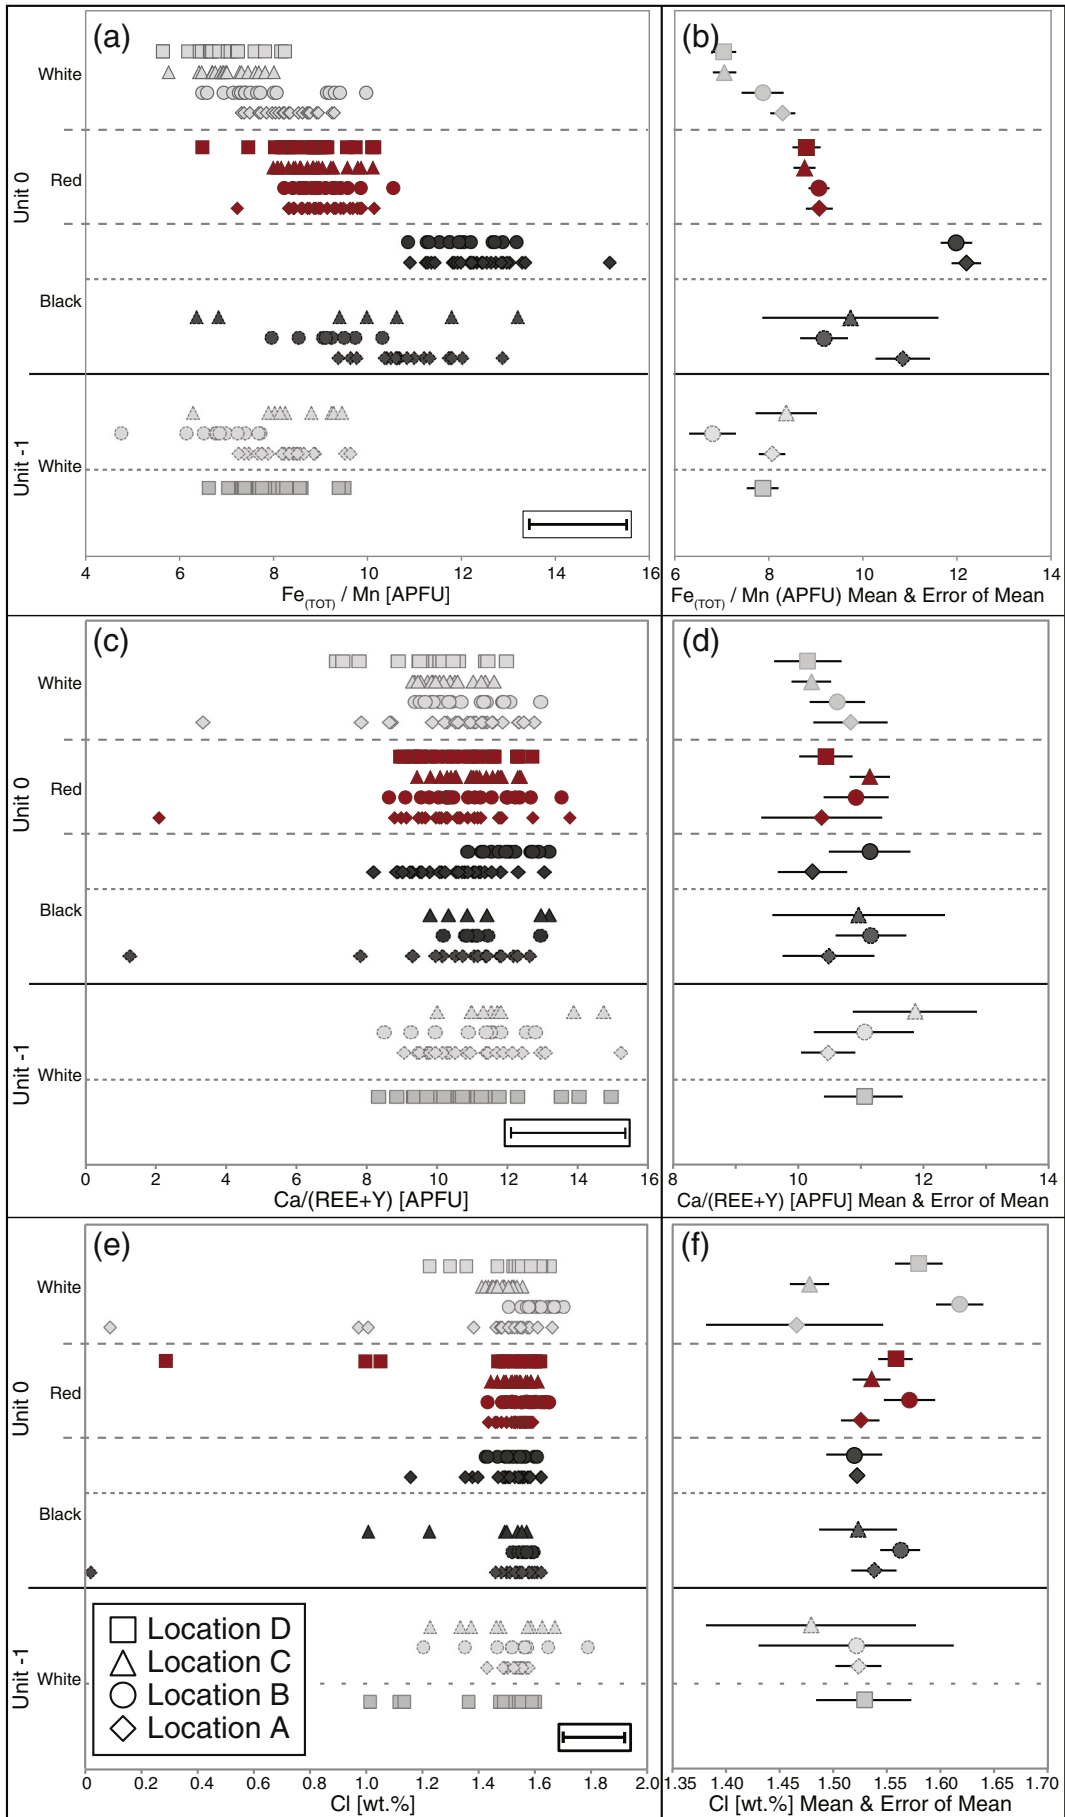 (a)
(b)
White
Unit 0
Red
Black
Unit -1
White
4 6 8 10 12 14 16
6 8 10 12 14
Fe(TOT) / Mn [APFU]
Fe(TOT) / Mn (APFU) Mean & Error of Mean
(c)
(d)
White
Unit 0
Red
Black
Unit -1
White
0 2 4 6 8 10 12 14 16
8 10 12 14
Ca/(REE+Y) [APFU]
Ca/(REE+Y) [APFU] Mean & Error of Mean
(e)
(f)
White
Unit 0
Red
Black
Unit -1
White
Location D
Location C
Location B
Location A
0 0.2 0.4 0.6 0.8 1.0 1.2 1.4 1.6 1.8 2.0
1.35 1.40 1.45 1.50 1.55 1.60 1.65 1.70
Cl [wt.%]
Cl [wt.%] Mean & Error of Mean